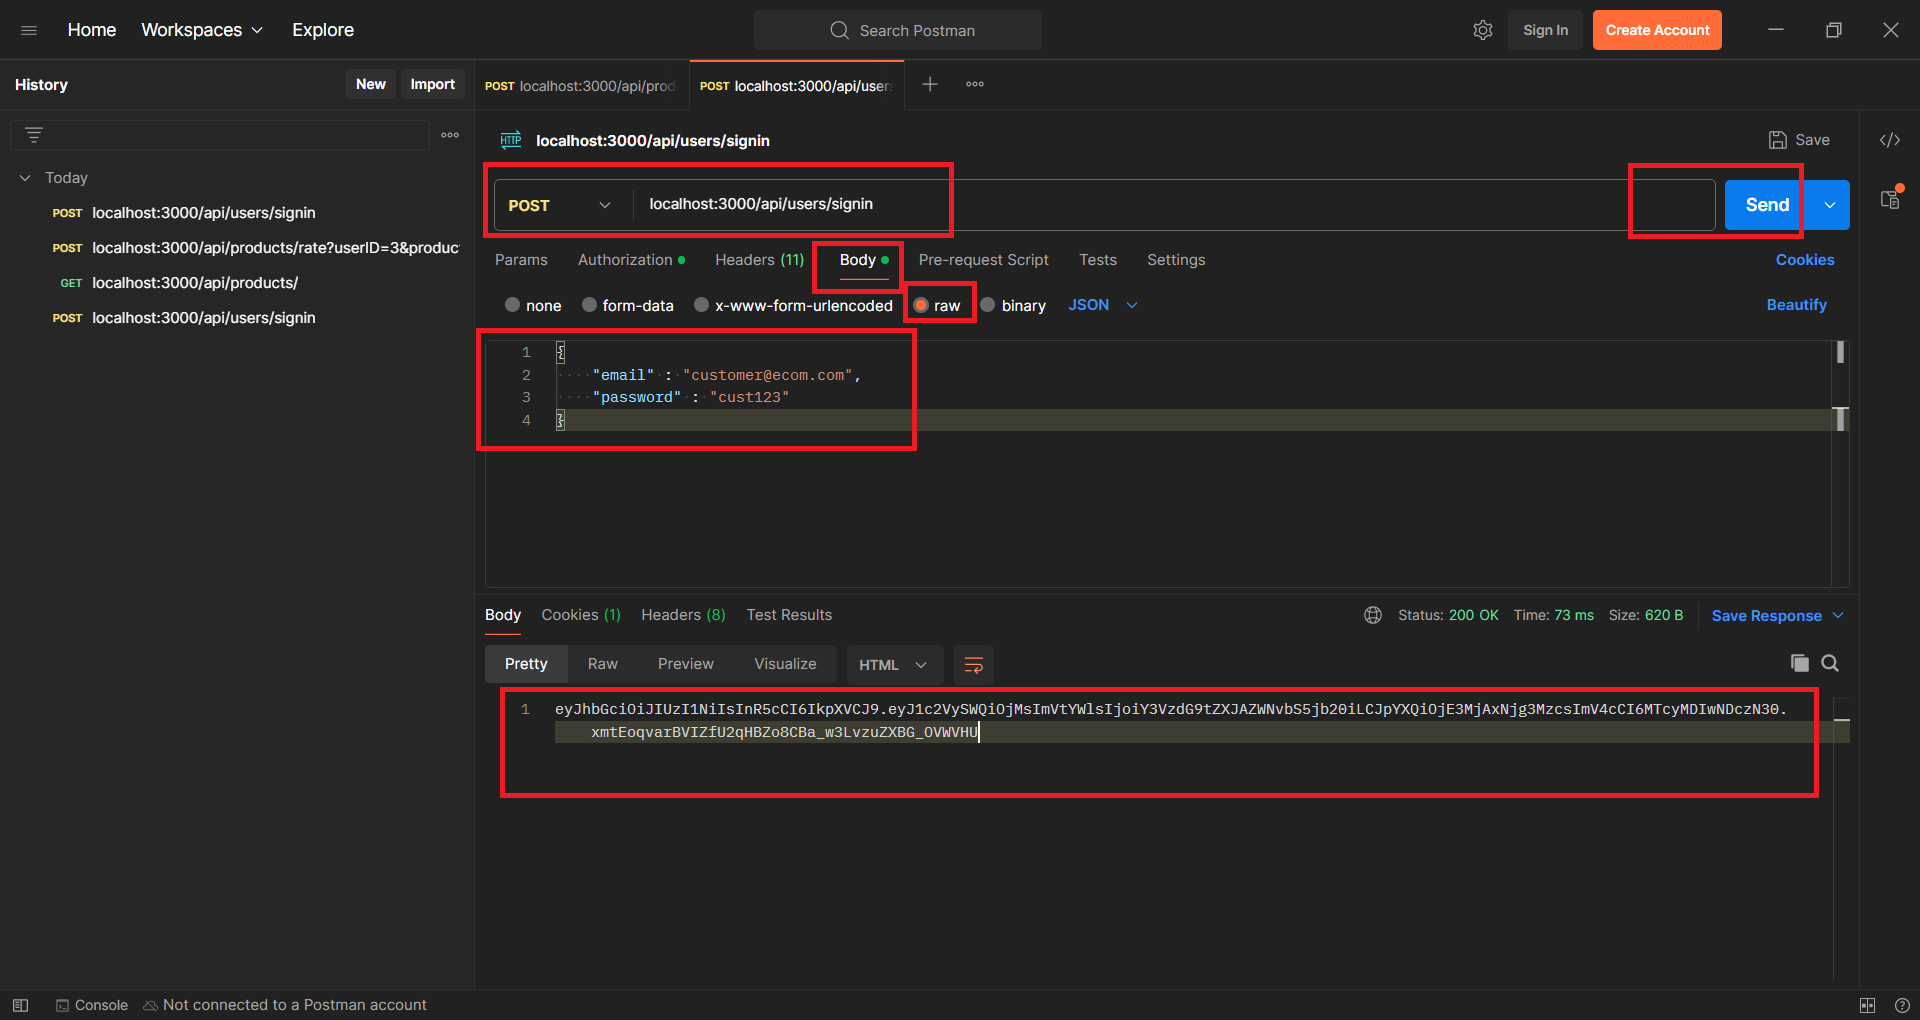 Home
Workspaces
Explore
Search Postman
Sign In
Create Account
History
New
Import
POST localhost:3000/api/prod
POST localhost:3000/api/user
localhost:3000/api/users/signin
Save
Today
POST localhost:3000/api/users/signin
POST localhost:3000/api/products/rate?userID=3&produc
GET localhost:3000/api/products/
POST localhost:3000/api/users/signin
POST
localhost:3000/api/users/signin
Send
Params
Authorization
Headers (11)
Body
Pre-request Script
Tests
Settings
Cookies
none
form-data
x-www-form-urlencoded
raw
binary
JSON
Beautify
1 {
2 "email" : "customer@ecom.com",
3 "password" : "cust123"
4 }
Body
Cookies (1)
Headers (8)
Test Results
Status: 200 OK
Time: 73 ms
Size: 620 B
Save Response
Pretty
Raw
Preview
Visualize
HTML
1 eyJhbGciOiJIUzI1NiIsInR5cCI6IkpXVCJ9.eyJ1c2VySWQiOjMsImVtYWlsIjoiY3VzdG9tZXJAZWNvbS5jb20iLCJpYXQiOjE3MjAxNjg3MzcsImV4cCI6MTcyMDIwNDczN30.
xmtEoqvarBVIZfU2qHBZo8CBa_w3LvzuZXBG_OVWVHU
Console
Not connected to a Postman account